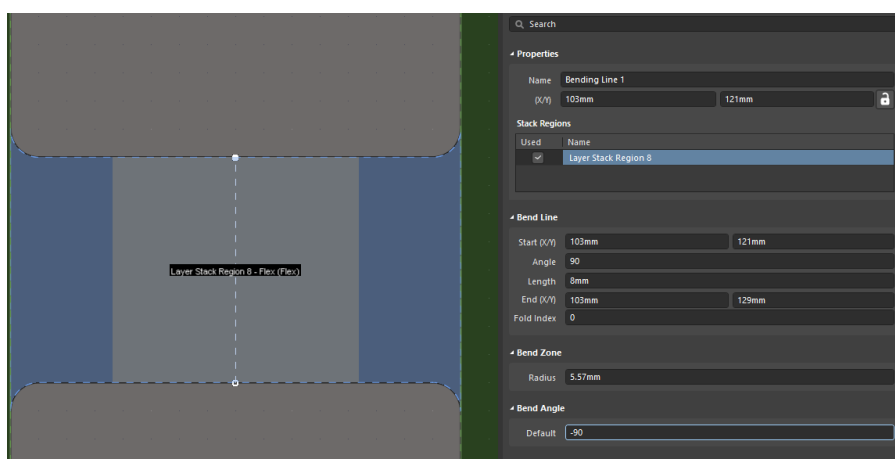 Search
Properties
Name Bending Line 1
(X/Y) 103mm 121mm
Stack Regions
Used Name
Layer Stack Region 8
Layer Stack Region 8 - Flex (Flex)
Bend Line
Start (X/Y) 103mm 121mm
Angle 90
Length 8mm
End (X/Y) 103mm 129mm
Fold Index 0
Bend Zone
Radius 5.57mm
Bend Angle
Default -90